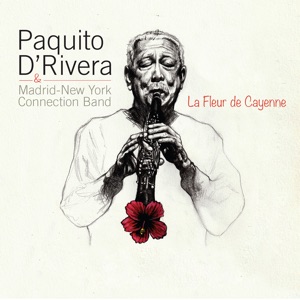 Paquito
D'Rivera
&
Madrid-New York
Connection Band
La Fleur de Cayenne